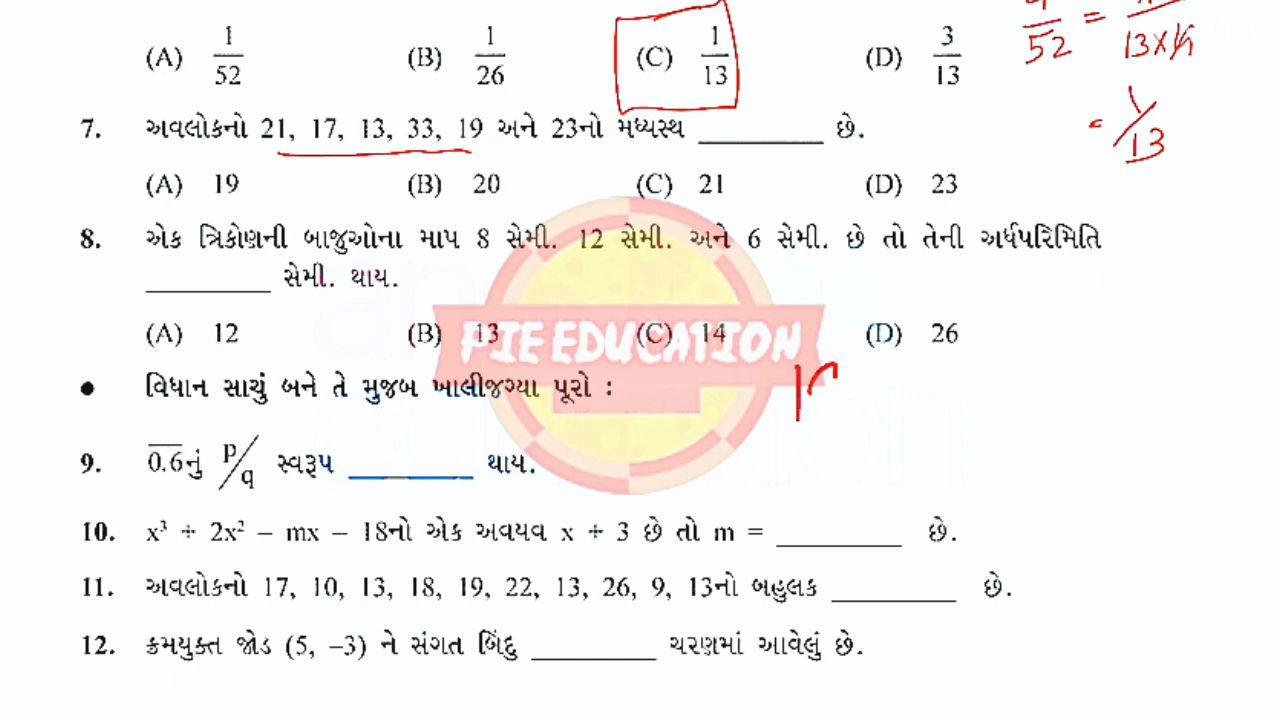 (A) 1/52 (B) 1/26 (C) 1/13 (D) 3/13
52 = 13×
= 1/13
7. અવલોકનો 21, 17, 13, 33, 19 અને 23નો મધ્યસ્થ ________ છે.
(A) 19 (B) 20 (C) 21 (D) 23
8. એક ત્રિકોણની બાજુઓના માપ 8 સેમી. 12 સેમી. અને 6 સેમી. છે તો તેની અર્ધપરિમિતિ
________ સેમી. થાય.
(A) 12 (B) 13 (C) 14 (D) 26
PIE EDUCATION
● વિધાન સાચું બને તે મુજબ ખાલીજગ્યા પૂરો :
9. 0.6̅નું p/q સ્વરૂપ ________ થાય.
10. x³ + 2x² – mx – 18નો એક અવયવ x + 3 છે તો m = ________ છે.
11. અવલોકનો 17, 10, 13, 18, 19, 22, 13, 26, 9, 13નો બહુલક ________ છે.
12. ક્રમયુક્ત જોડ (5, –3) ને સંગત બિંદુ ________ ચરણમાં આવેલું છે.